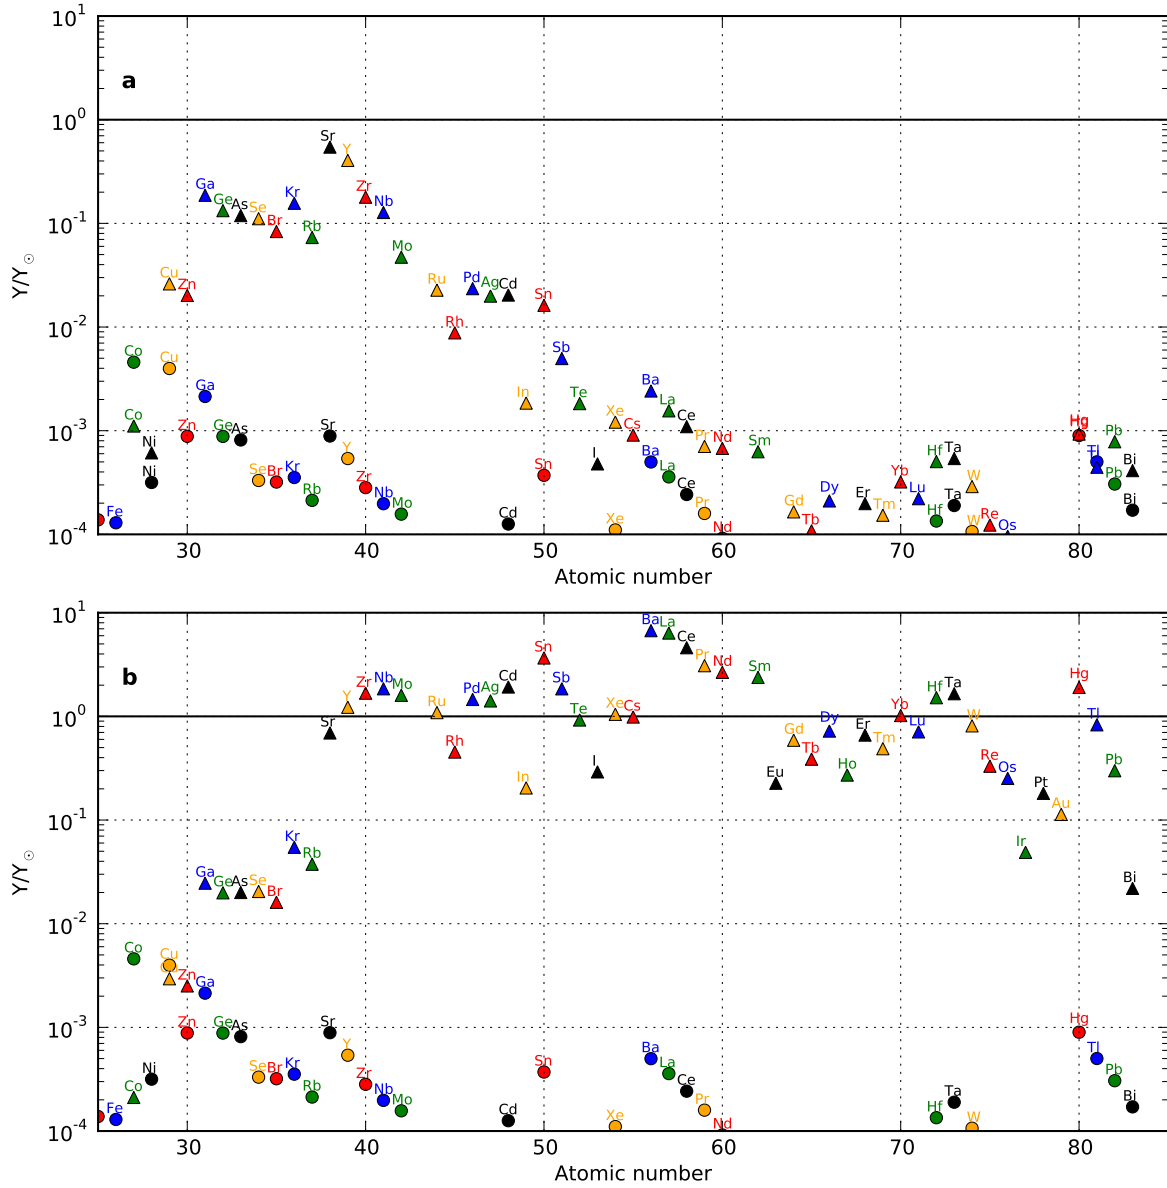 10^1
a
10^0
Sr
Y
Ga Ge As Se Br Kr Rb Zr Nb
10^-1
Mo
Y/Y_⊙
Cu Zn Ru Rh Pd Ag Cd Sn
10^-2
Co Cu Ga In Sb Te Xe Cs Ba La Ce Pr Nd Sm
10^-3
Co Ni Zn Ge As Sr Y I Hf Ta Hg Hg Pb Bi
Ni Se Br Kr Rb Zr Nb Mo Sn Ba La Ce Pr Gd Tb Dy Er Tm Yb Lu W Tl Tl Pb Bi
Fe Cd Xe Nd Hf Ta W Re Os
10^-4
30 40 50 60 70 80
Atomic number
10^1
b
Ba La Ce Pr Nd Sm
Y Zr Nb Mo Ru Pd Ag Cd Sn Sb Te Xe Cs Yb Hf Ta W Hg Tl
10^0
Sr Rh In I Eu Gd Tb Dy Ho Er Tm Lu Re Os Pt Au Pb
10^-1
Y/Y_⊙
Ga Ge As Se Br Kr Rb Ir Bi
10^-2
Co Cu Cu Zn Ga
10^-3
Zn Ge As Sr Y Hg
Co Ni Se Br Kr Rb Zr Nb Mo Sn Ba La Ce Pr Tl Pb Bi
Fe Cd Xe Nd Hf Ta W
10^-4
30 40 50 60 70 80
Atomic number